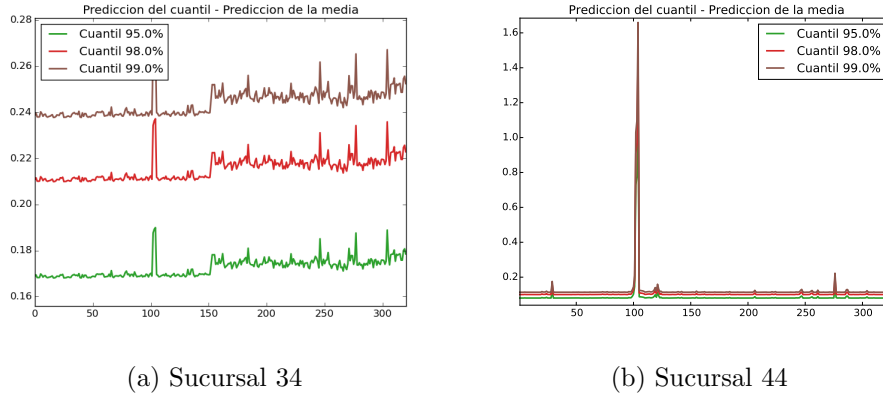 Prediccion del cuantil - Prediccion de la media
0.28
0.26
0.24
0.22
0.20
0.18
0.16
Cuantil 95.0%
Cuantil 98.0%
Cuantil 99.0%
0 50 100 150 200 250 300
(a) Sucursal 34
Prediccion del cuantil - Prediccion de la media
1.6
1.4
1.2
1.0
0.8
0.6
0.4
0.2
Cuantil 95.0%
Cuantil 98.0%
Cuantil 99.0%
50 100 150 200 250 300
(b) Sucursal 44